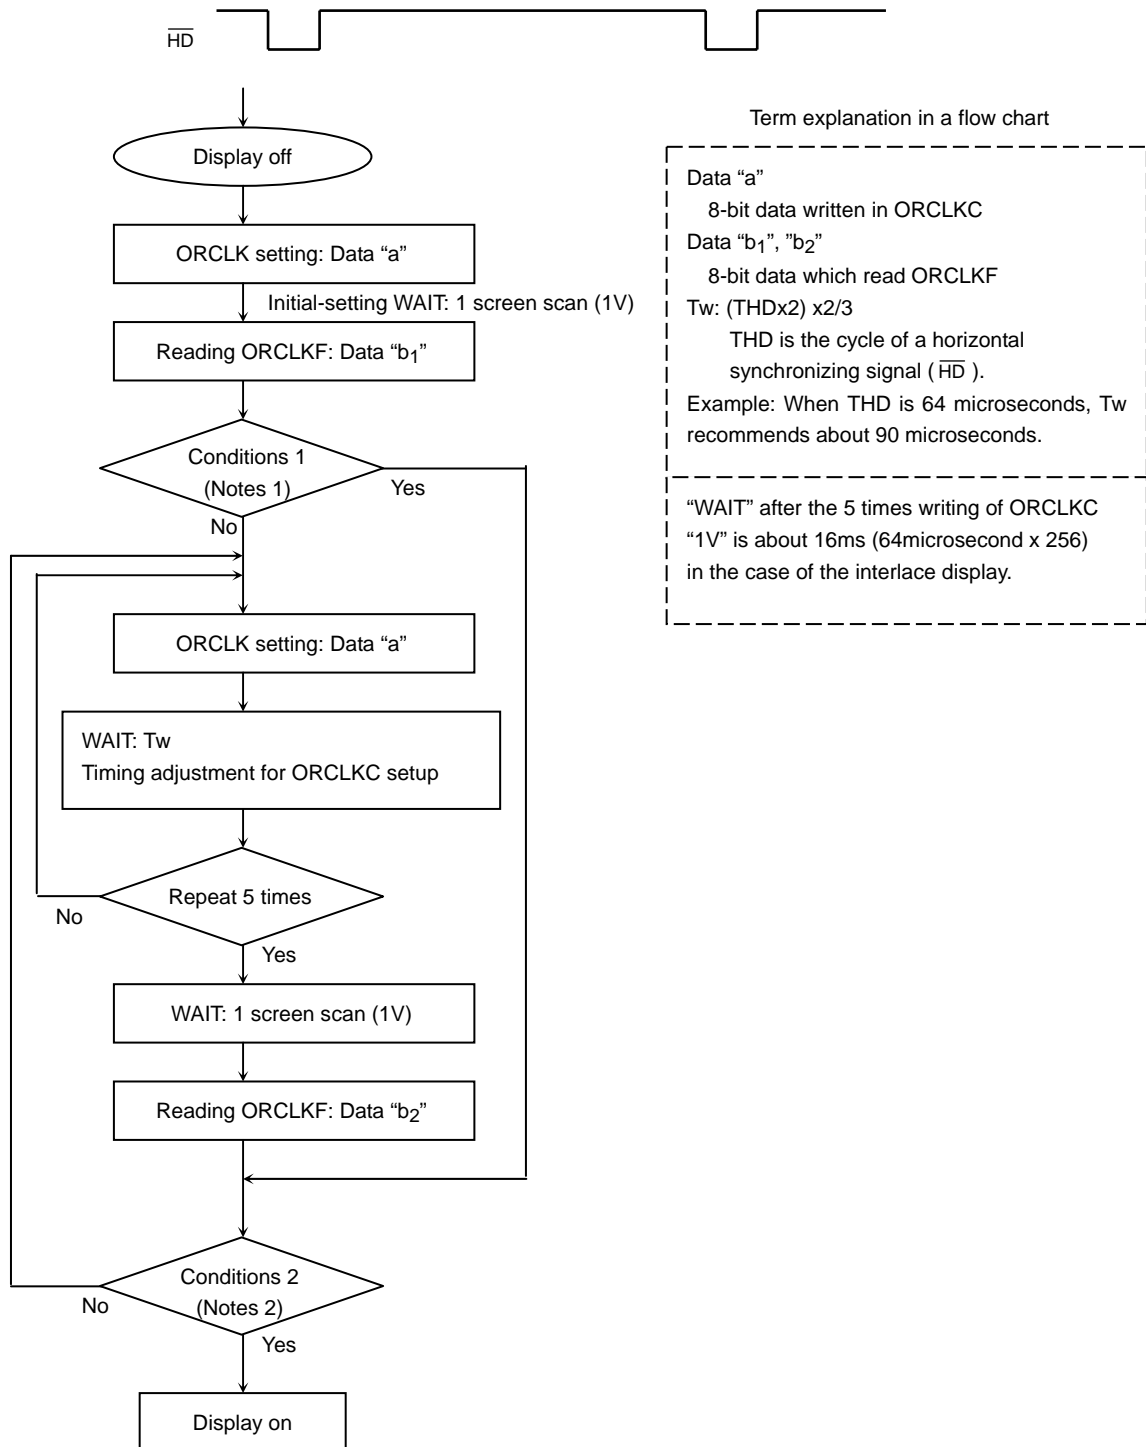 HD
Display off
ORCLK setting: Data “a”
Initial-setting WAIT: 1 screen scan (1V)
Reading ORCLKF: Data “b1”
Conditions 1
(Notes 1)
Yes
No
ORCLK setting: Data “a”
WAIT: Tw
Timing adjustment for ORCLKC setup
Repeat 5 times
No
Yes
WAIT: 1 screen scan (1V)
Reading ORCLKF: Data “b2”
Conditions 2
(Notes 2)
No
Yes
Display on
Term explanation in a flow chart
Data “a”
8-bit data written in ORCLKC
Data “b1”, ”b2”
8-bit data which read ORCLKF
Tw: (THDx2) x2/3
THD is the cycle of a horizontal
synchronizing signal ( HD ).
Example: When THD is 64 microseconds, Tw
recommends about 90 microseconds.
“WAIT” after the 5 times writing of ORCLKC
“1V” is about 16ms (64microsecond x 256)
in the case of the interlace display.